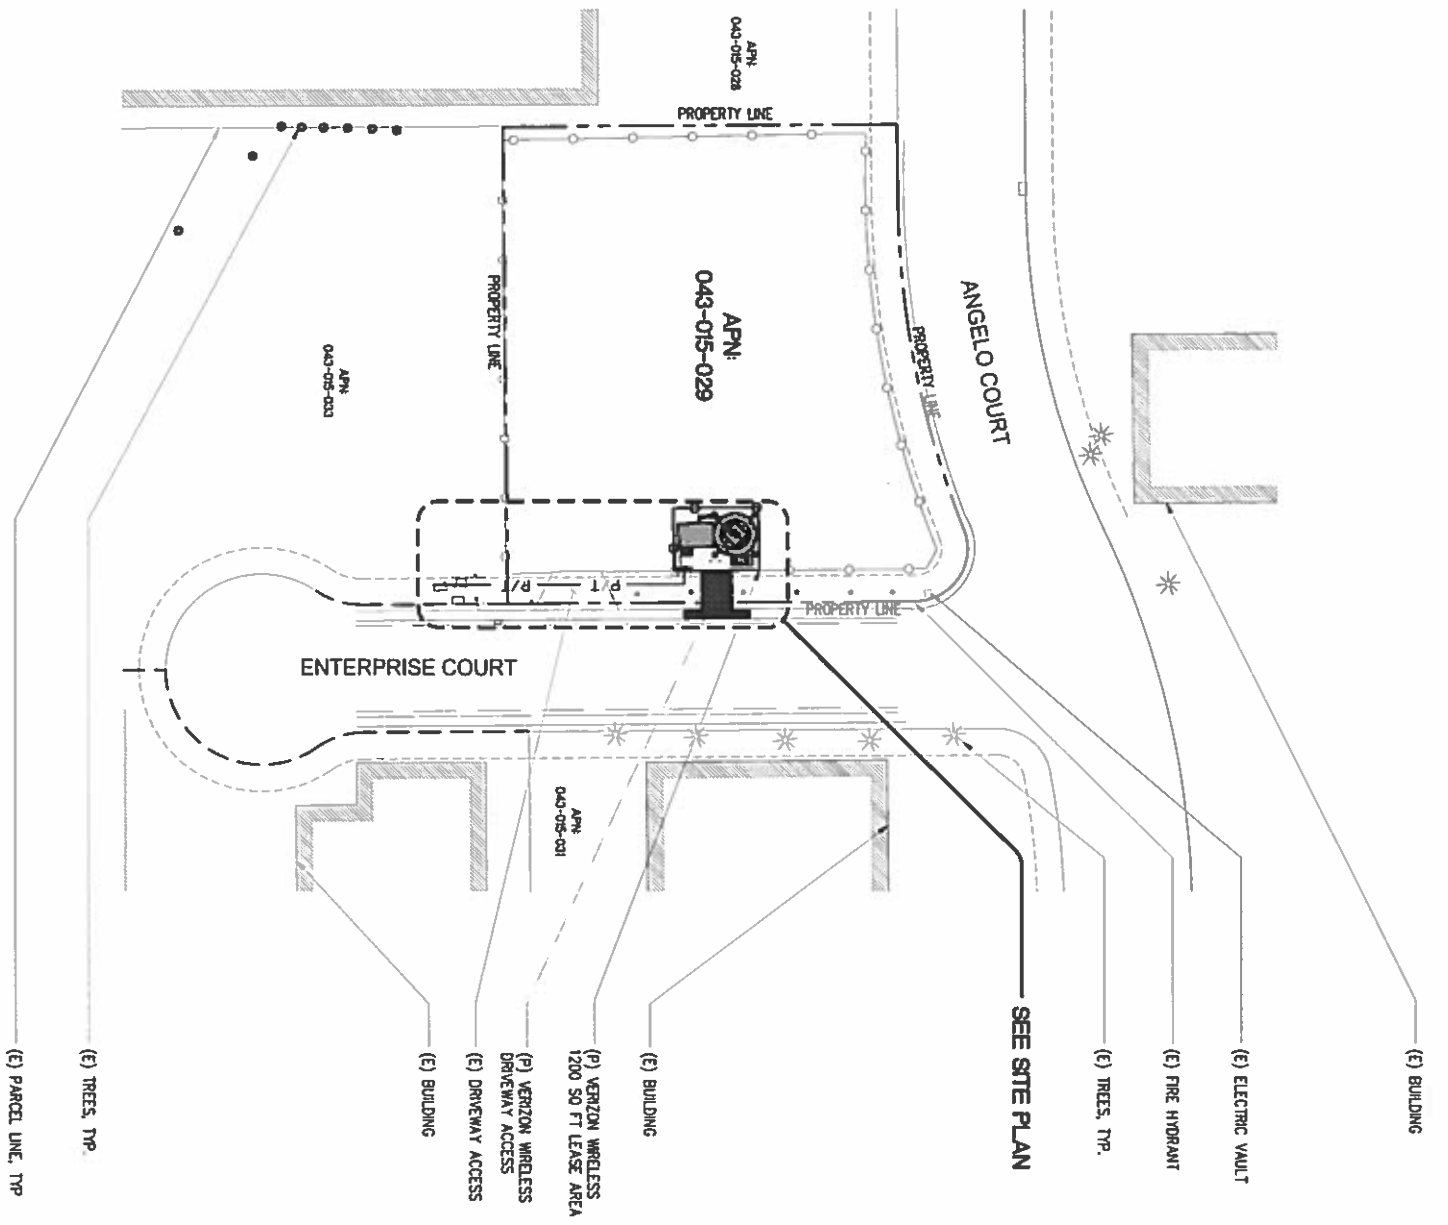 APN:
043-015-028
PROPERTY LINE
PROPERTY LINE
APN:
043-015-029
PROPERTY LINE
ANGELO COURT
APN:
043-015-033
P/T
P/T
PROPERTY LINE
ENTERPRISE COURT
APN:
043-015-031
SEE SITE PLAN
(E) BUILDING
(E) ELECTRIC VAULT
(E) FIRE HYDRANT
(E) TREES, TYP.
(E) BUILDING
(P) VERIZON WIRELESS
1200 SQ FT LEASE AREA
(P) VERIZON WIRELESS
DRIVEWAY ACCESS
(E) DRIVEWAY ACCESS
(E) BUILDING
(E) TREES, TYP.
(E) PARCEL LINE, TYP